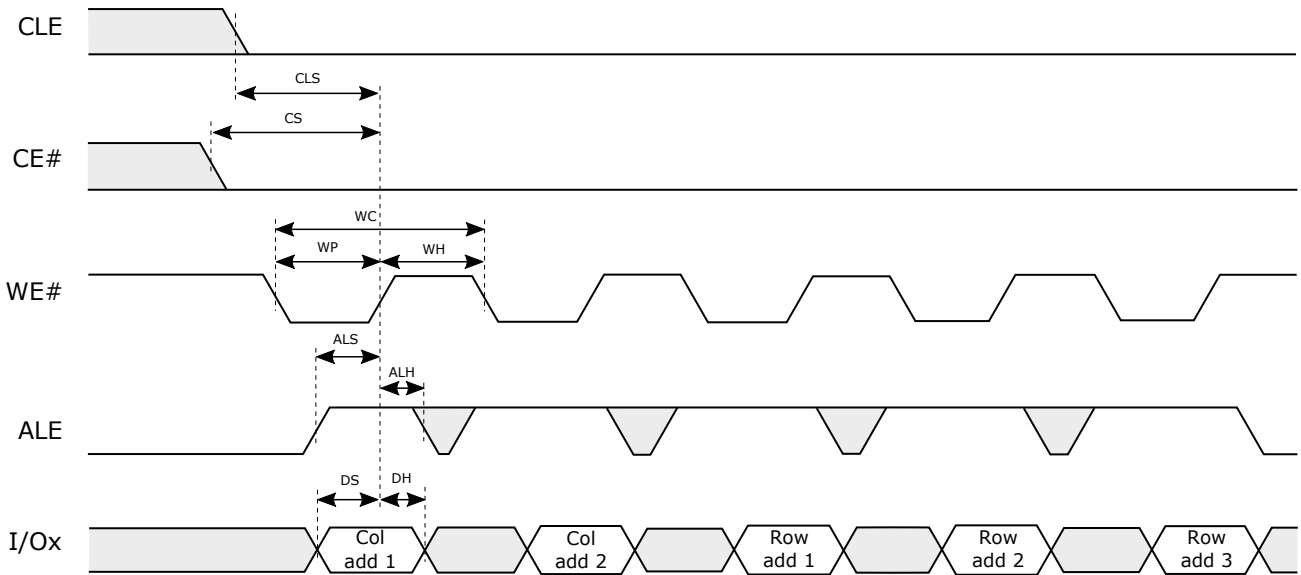 CLE
CLS
CS
CE#
WC
WP WH
WE#
ALS
ALH
ALE
DS DH
I/Ox
Col
add 1
Col
add 2
Row
add 1
Row
add 2
Row
add 3